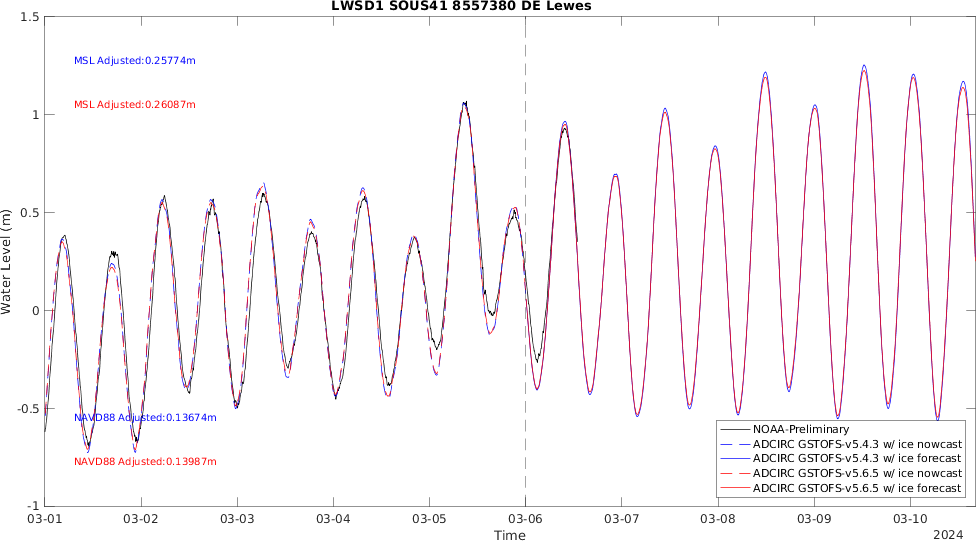 LWSD1 SOUS41 8557380 DE Lewes
1.5
MSL Adjusted:0.25774m
MSL Adjusted:0.26087m
1
0.5
Water Level (m)
0
-0.5
NAVD88 Adjusted:0.13674m
NAVD88 Adjusted:0.13987m
NOAA-Preliminary
ADCIRC GSTOFS-v5.4.3 w/ ice nowcast
ADCIRC GSTOFS-v5.4.3 w/ ice forecast
ADCIRC GSTOFS-v5.6.5 w/ ice nowcast
ADCIRC GSTOFS-v5.6.5 w/ ice forecast
-1
03-01 03-02 03-03 03-04 03-05 03-06 03-07 03-08 03-09 03-10
Time
2024